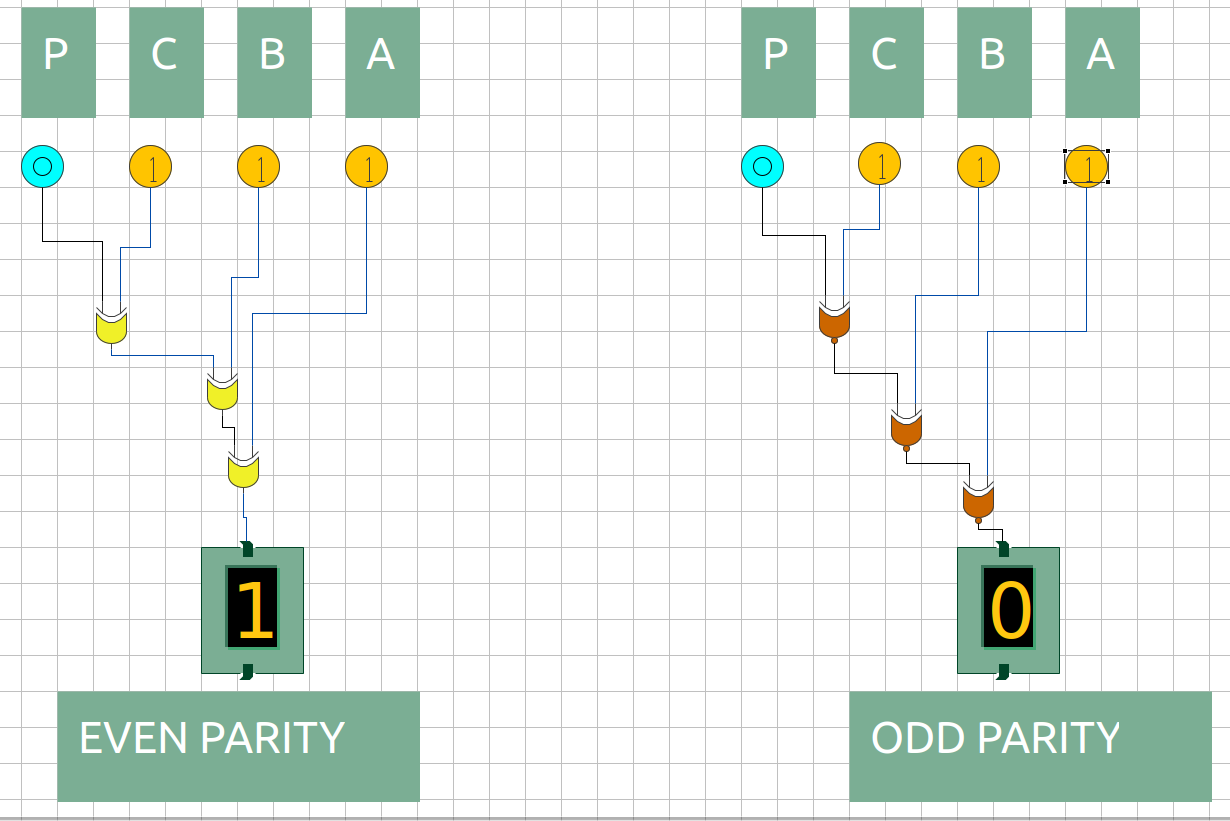 P C B A P C B A
0 1 1 1 0 1 1 1
1 0
EVEN PARITY ODD PARITY